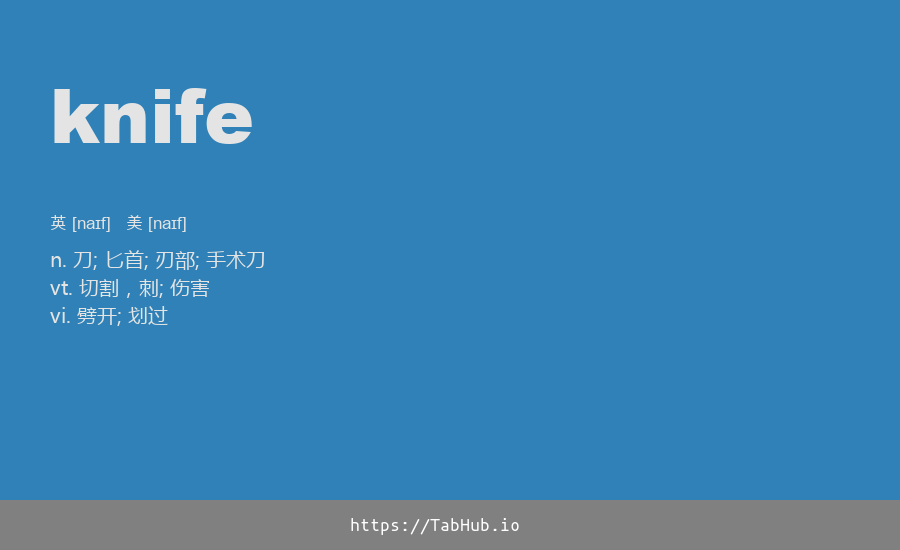 knife
英 [naɪf] 美 [naɪf]
n. 刀; 匕首; 刃部; 手术刀
vt. 切割，刺; 伤害
vi. 劈开; 划过
https://TabHub.io